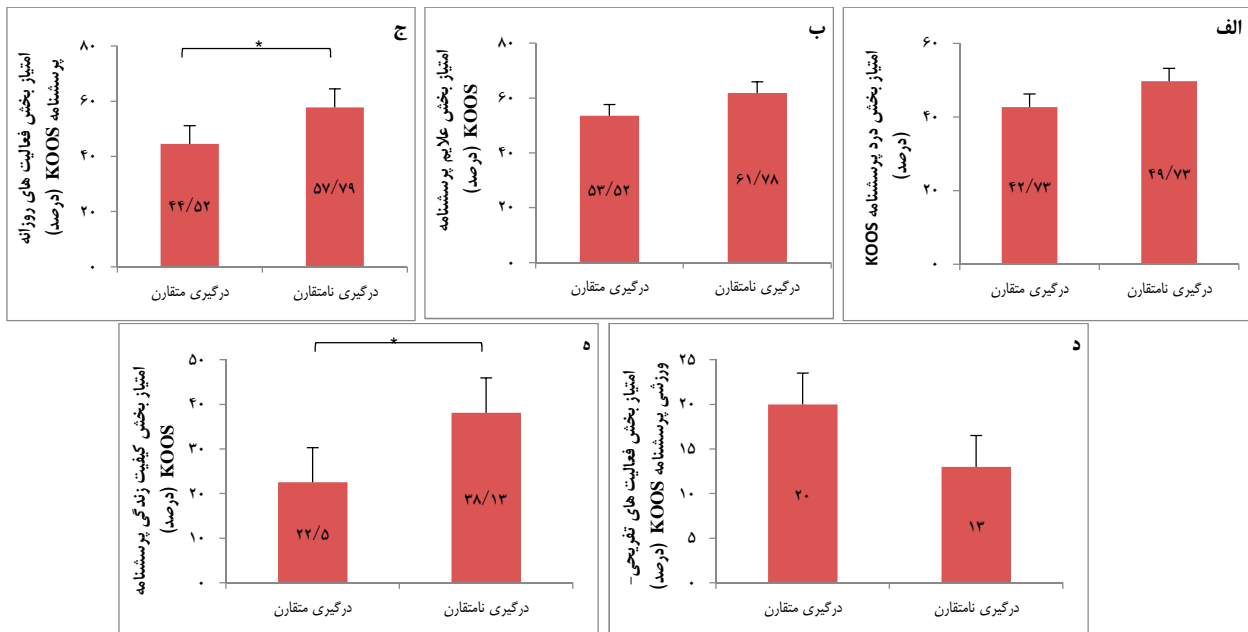 الف
امتیاز بخش درد پرسشنامه KOOS
(درصد)
۶۰
۴۰
۲۰
۰
۴۲/۷۳
۴۹/۷۳
درگیری متقارن
درگیری نامتقارن
ب
امتیاز بخش علایم پرسشنامه
KOOS (درصد)
۸۰
۶۰
۴۰
۲۰
۰
۵۳/۵۲
۶۱/۷۸
درگیری متقارن
درگیری نامتقارن
ج
امتیاز بخش فعالیت های روزانه
پرسشنامه KOOS (درصد)
۸۰
۶۰
۴۰
۲۰
۰
*
۴۴/۵۲
۵۷/۷۹
درگیری متقارن
درگیری نامتقارن
د
امتیاز بخش فعالیت های تفریحی-
ورزشی پرسشنامه KOOS (درصد)
۲۵
۲۰
۱۵
۱۰
۵
۰
۲۰
۱۳
درگیری متقارن
درگیری نامتقارن
ه
امتیاز بخش کیفیت زندگی پرسشنامه
KOOS (درصد)
۵۰
۴۰
۳۰
۲۰
۱۰
۰
*
۲۲/۵
۳۸/۱۳
درگیری متقارن
درگیری نامتقارن